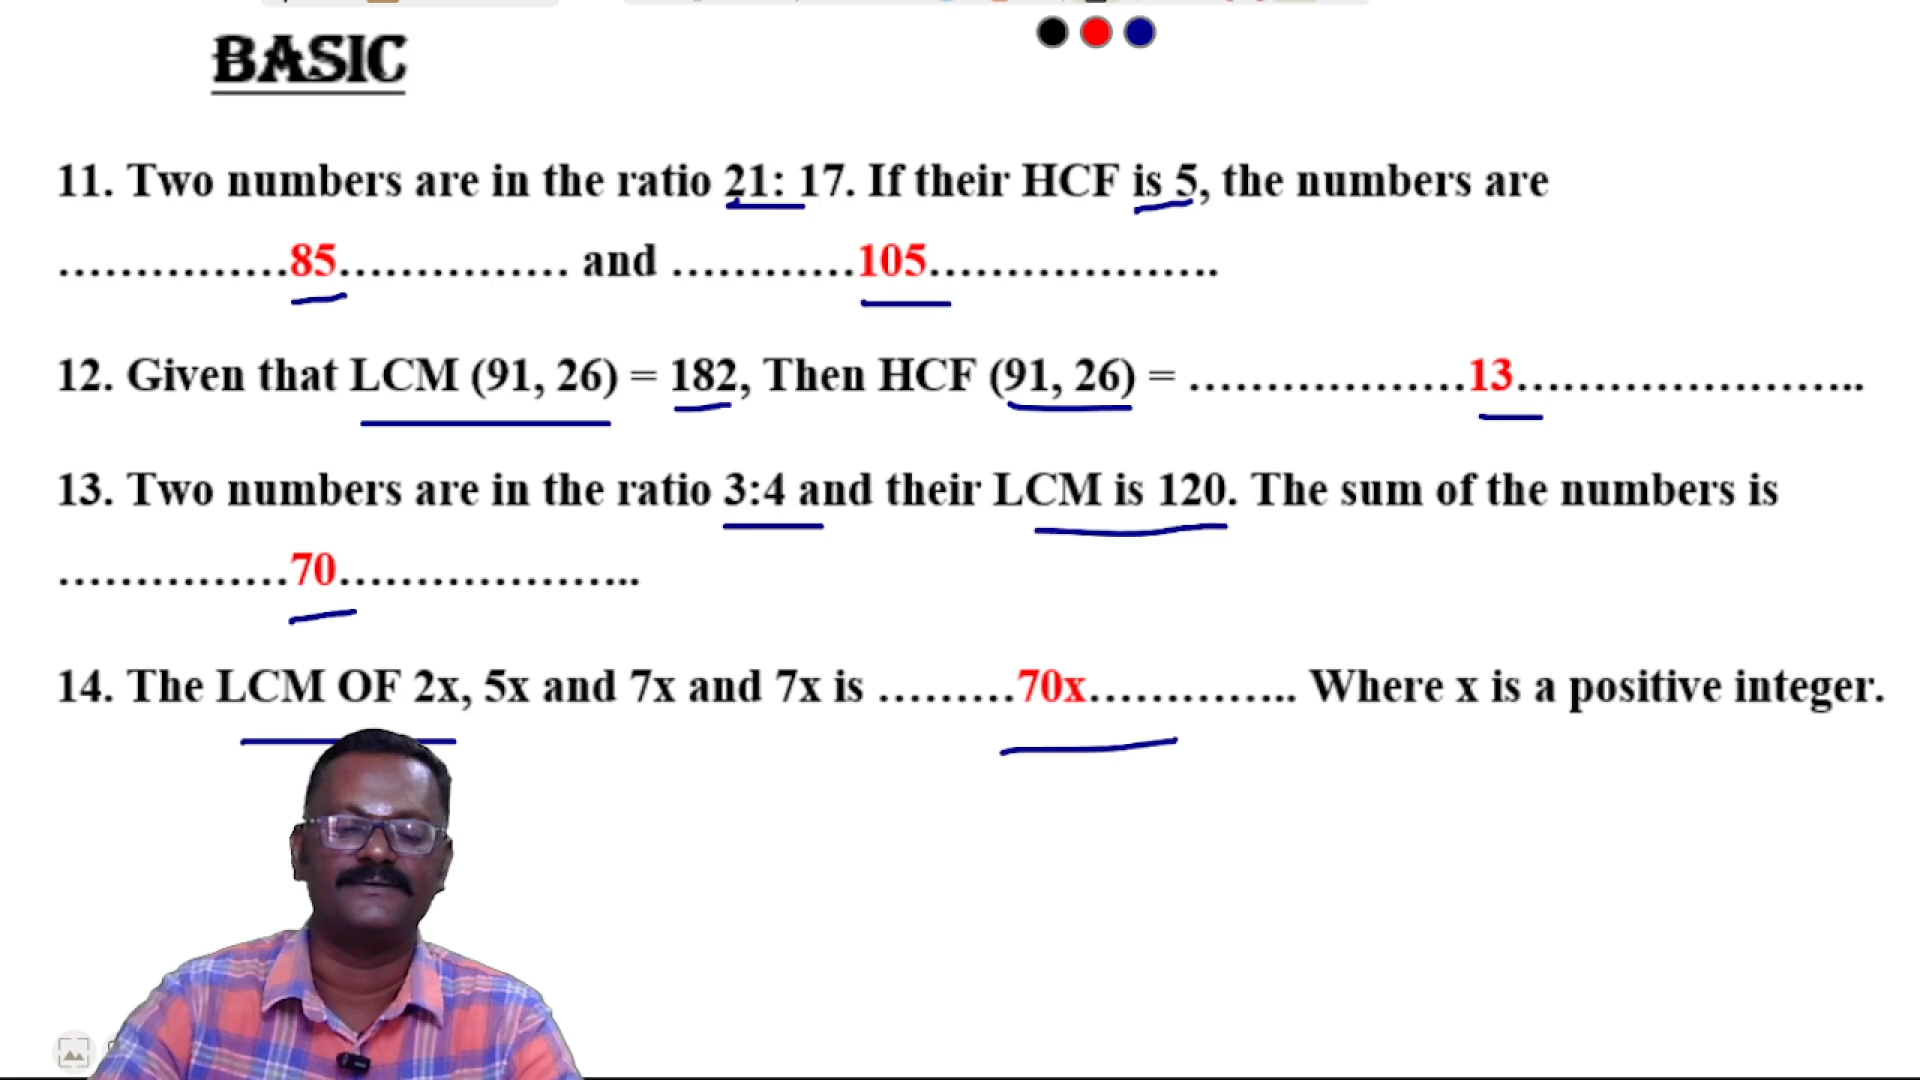 BASIC
11. Two numbers are in the ratio 21: 17. If their HCF is 5, the numbers are
……………85…………… and …………105……………….
12. Given that LCM (91, 26) = 182, Then HCF (91, 26) = ………………13…………………..
13. Two numbers are in the ratio 3:4 and their LCM is 120. The sum of the numbers is
……………70………………..
14. The LCM OF 2x, 5x and 7x and 7x is ………70x………….. Where x is a positive integer.